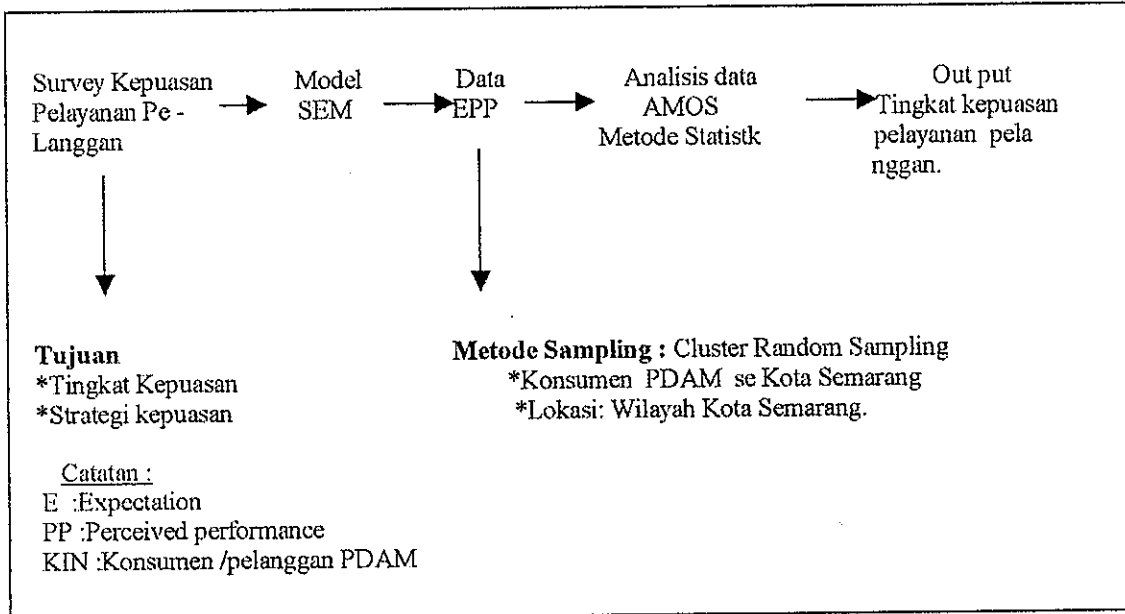 Survey Kepuasan
Pelayanan Pe -
Langgan
Model
SEM
Data
EPP
Analisis data
AMOS
Metode Statistk
Out put
Tingkat kepuasan
pelayanan pela
nggan.
Tujuan
*Tingkat Kepuasan
*Strategi kepuasan
Metode Sampling : Cluster Random Sampling
*Konsumen PDAM se Kota Semarang
*Lokasi: Wilayah Kota Semarang.
Catatan :
E :Expectation
PP :Perceived performance
KIN :Konsumen /pelanggan PDAM